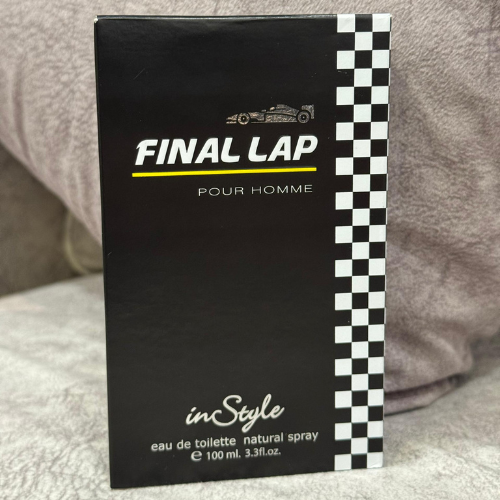 FINAL LAP
POUR HOMME
inStyle
eau de toilette natural spray
℮ 100 ml. 3.3fl.oz.